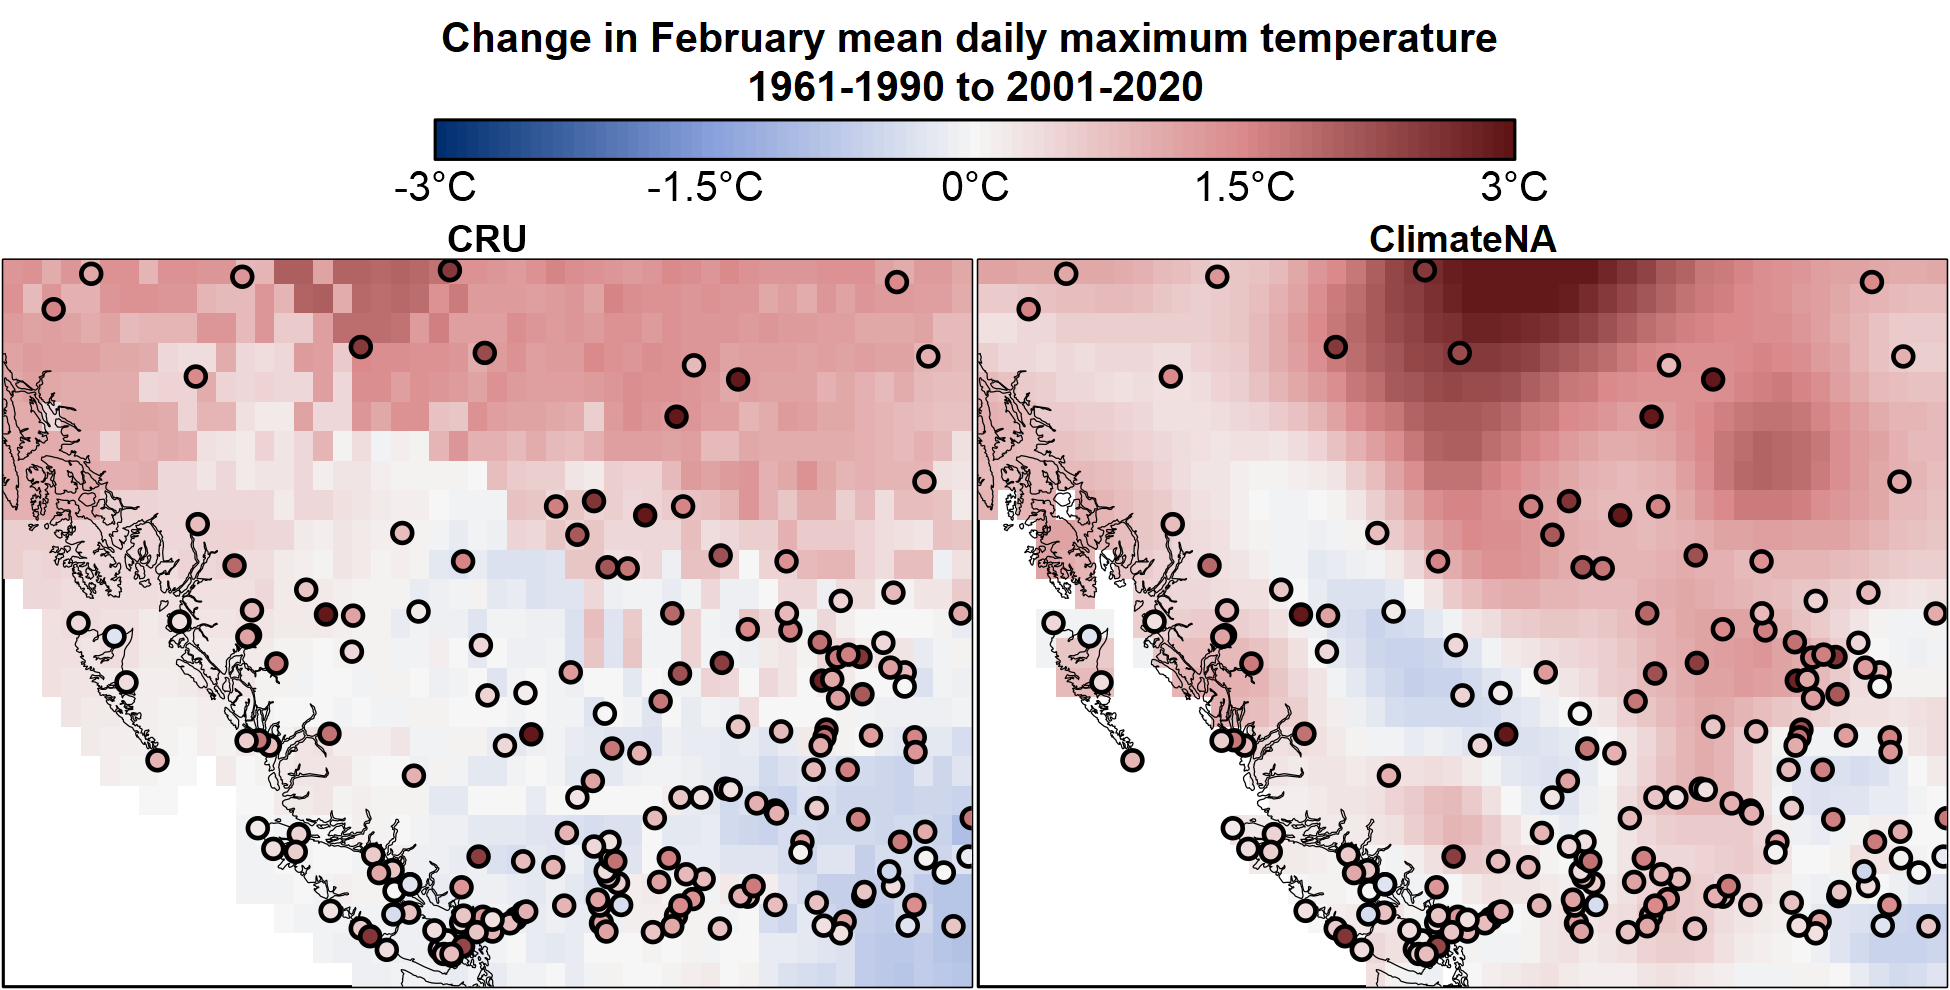 Change in February mean daily maximum temperature
1961-1990 to 2001-2020
-3°C -1.5°C 0°C 1.5°C 3°C
CRU ClimateNA